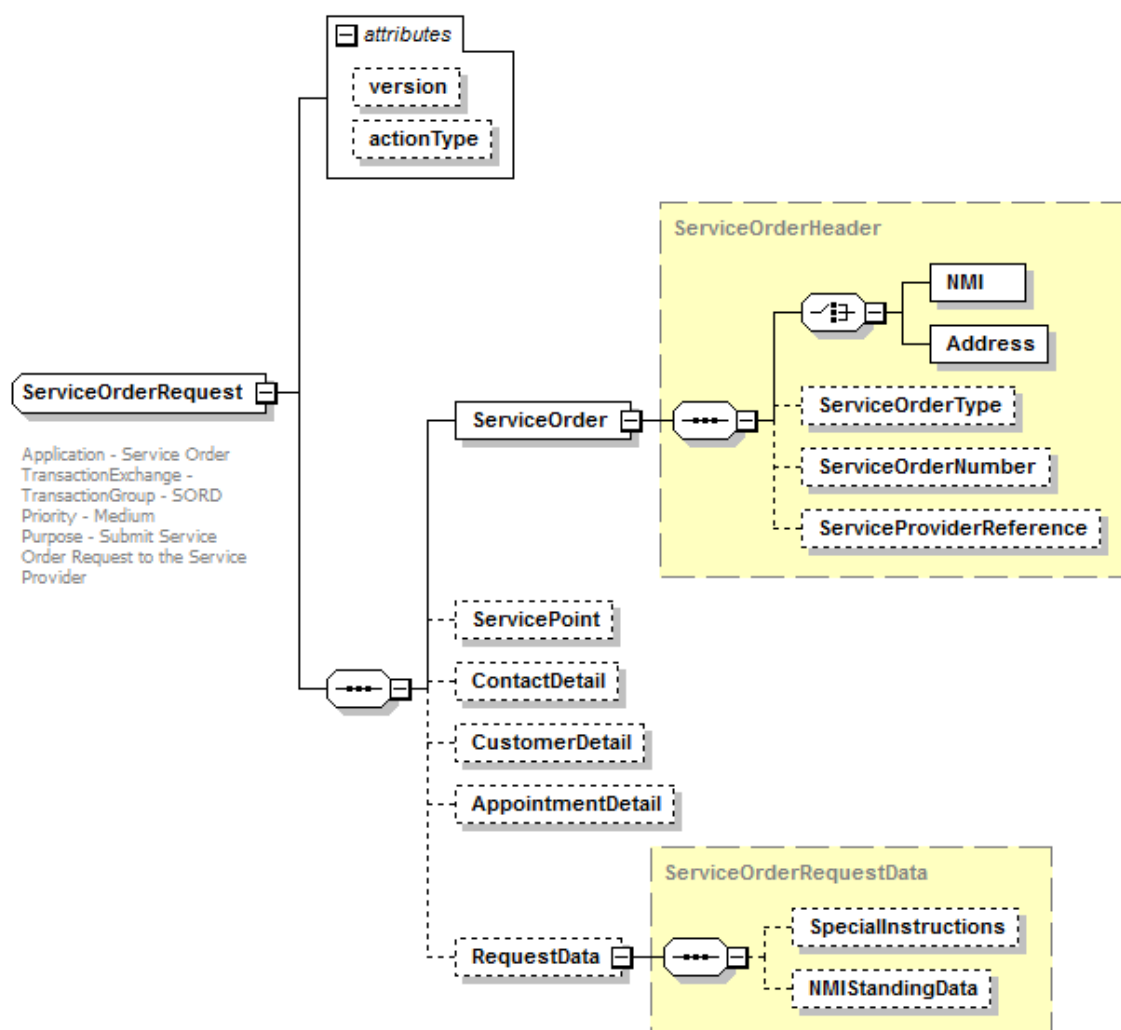 attributes
version
actionType
ServiceOrderHeader
NMI
Address
ServiceOrderRequest
ServiceOrder
ServiceOrderType
ServiceOrderNumber
ServiceProviderReference
Application - Service Order
TransactionExchange -
TransactionGroup - SORD
Priority - Medium
Purpose - Submit Service
Order Request to the Service
Provider
ServicePoint
ContactDetail
CustomerDetail
AppointmentDetail
ServiceOrderRequestData
RequestData
SpecialInstructions
NMIStandingData